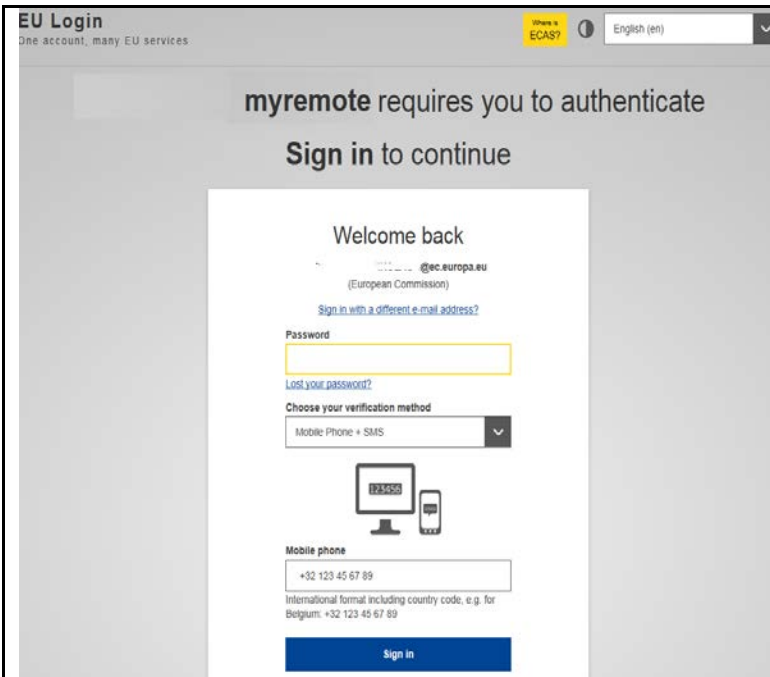 EU Login
One account, many EU services
Where is
ECAS?
English (en)
myremote requires you to authenticate
Sign in to continue
Welcome back
@ec.europa.eu
(European Commission)
Sign in with a different e-mail address?
Password
Lost your password?
Choose your verification method
Mobile Phone + SMS
123456
Mobile phone
+32 123 45 67 89
International format including country code, e.g. for
Belgium: +32 123 45 67 89
Sign in